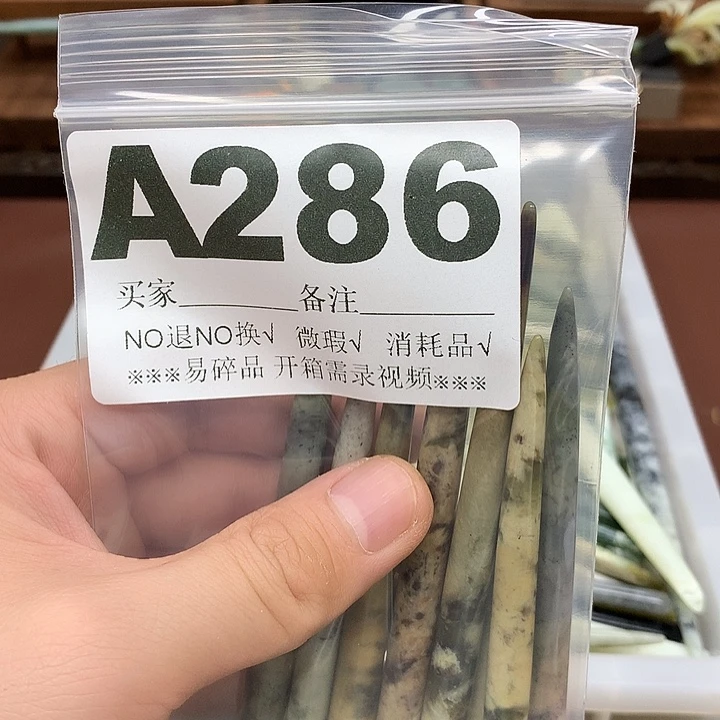 A286
买家________备注__________
NO退NO换√ 微瑕√ 消耗品√
※※※易碎品 开箱需录视频※※※